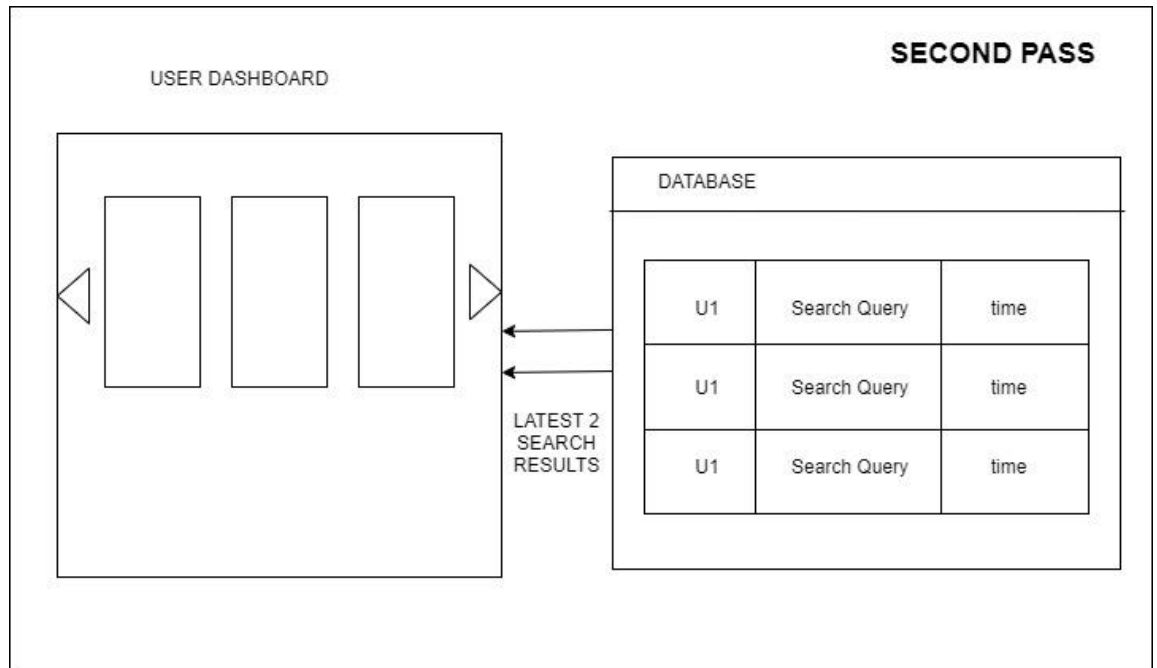 SECOND PASS
USER DASHBOARD
DATABASE
U1 Search Query time
U1 Search Query time
U1 Search Query time
LATEST 2
SEARCH
RESULTS